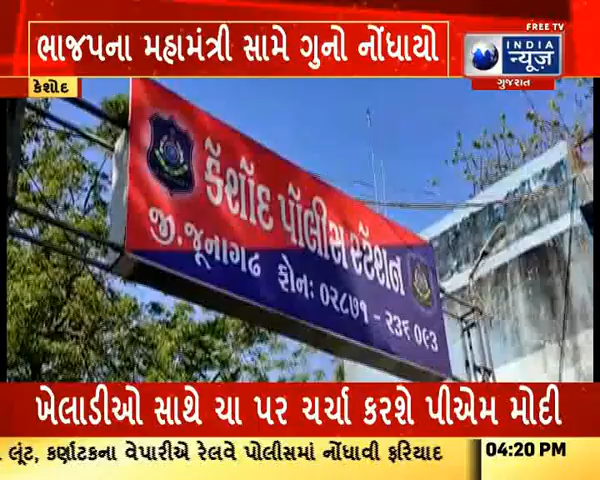 ભાજપના મહામંત્રી સામે ગુનો નોંધાયો
FREE TV
INDIA
ન્યૂઝ
ગુજરાત
કેશોદ
કેશોદ પોલીસ સ્ટેશન
જી.જૂનાગઢ ફોન: ૦૨૮૭૧ - ૨૩૬ ૦૯૩
ખેલાડીઓ સાથે ચા પર ચર્ચા કરશે પીએમ મોદી
લૂંટ, કર્ણાટકના વેપારીએ રેલવે પોલીસમાં નોંધાવી ફરિયાદ
04:20 PM